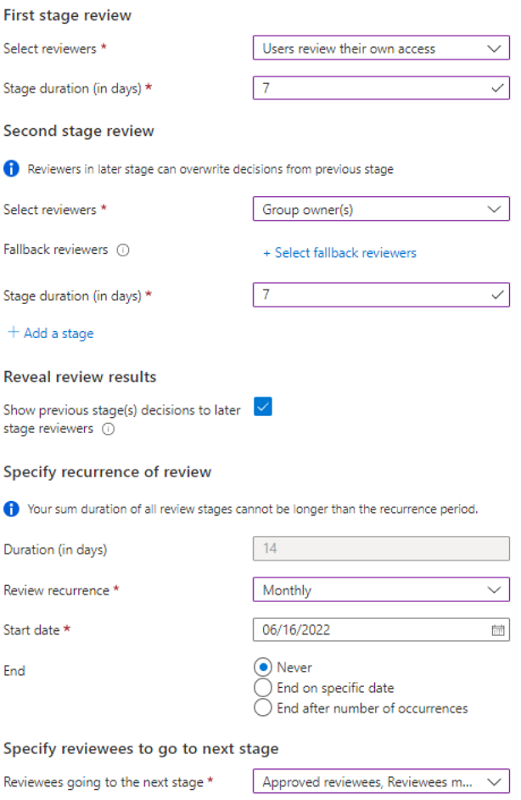 First stage review
Select reviewers *
Users review their own access
Stage duration (in days) *
7
Second stage review
Reviewers in later stage can overwrite decisions from previous stage
Select reviewers *
Group owner(s)
Fallback reviewers
+ Select fallback reviewers
Stage duration (in days) *
7
+ Add a stage
Reveal review results
Show previous stage(s) decisions to later
stage reviewers
Specify recurrence of review
Your sum duration of all review stages cannot be longer than the recurrence period.
Duration (in days)
14
Review recurrence *
Monthly
Start date *
06/16/2022
End
Never
End on specific date
End after number of occurrences
Specify reviewees to go to next stage
Reviewees going to the next stage *
Approved reviewees, Reviewees m...